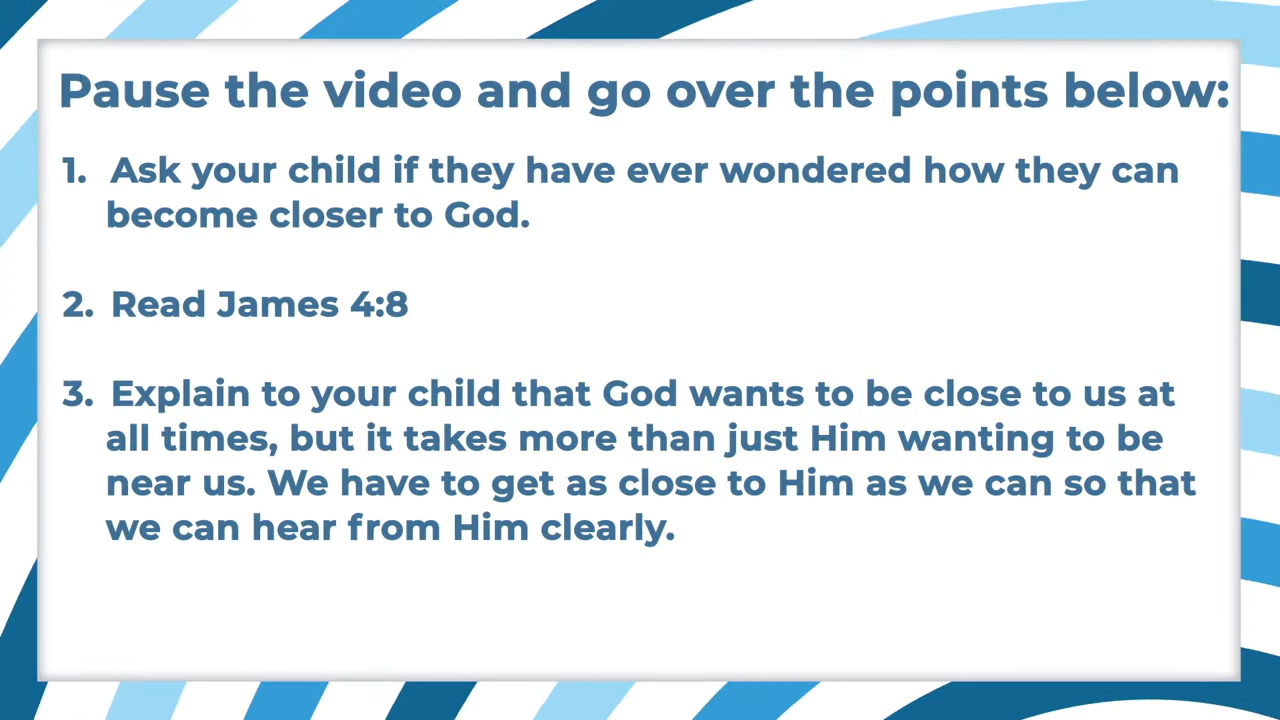 Pause the video and go over the points below:
1. Ask your child if they have ever wondered how they can
become closer to God.
2. Read James 4:8
3. Explain to your child that God wants to be close to us at
all times, but it takes more than just Him wanting to be
near us. We have to get as close to Him as we can so that
we can hear from Him clearly.